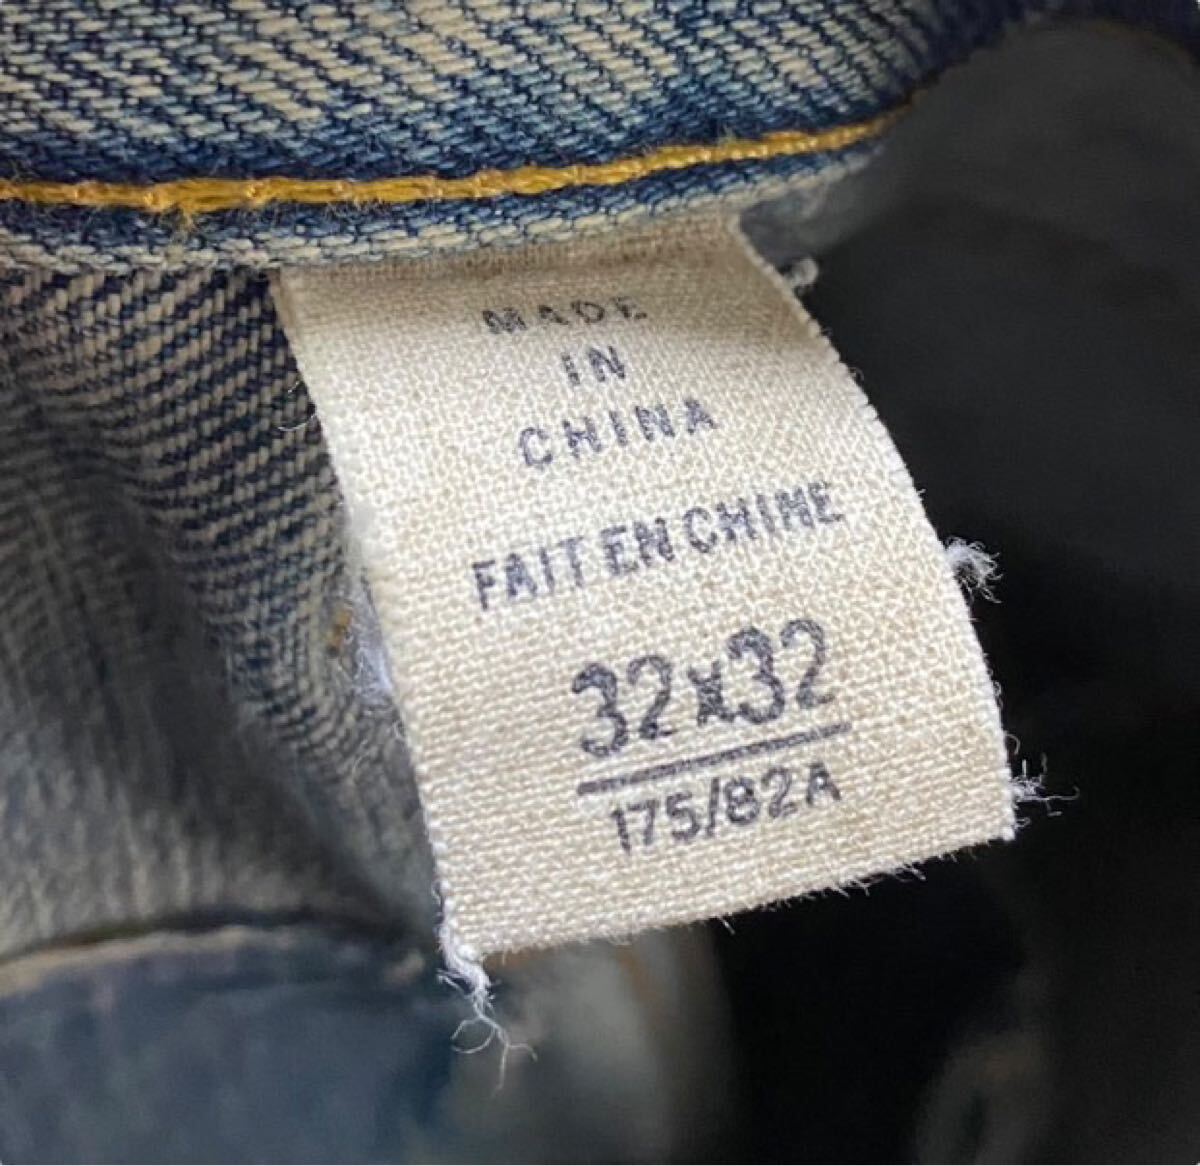 MADE
IN
CHINA
FAIT EN CHINE
32x32
175/82A